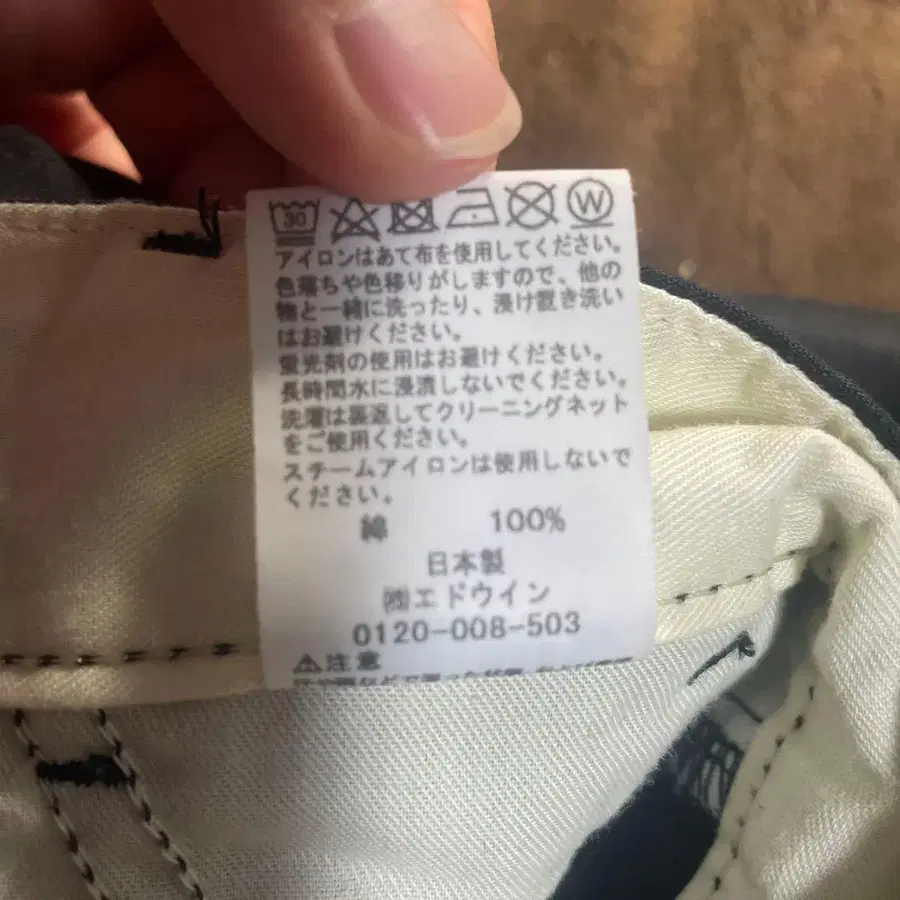 30 W
アイロンはあて布を使用してください。
色落ちや色移りがしますので、他の
物と一緒に洗ったり、浸け置き洗い
はお避けください。
蛍光剤の使用はお避けください。
長時間水に浸漬しないでください。
洗濯は裏返してクリーニングネット
をご使用ください。
スチームアイロンは使用しないで
ください。
綿 100%
日本製
㈱エドウイン
0120-008-503
⚠注意